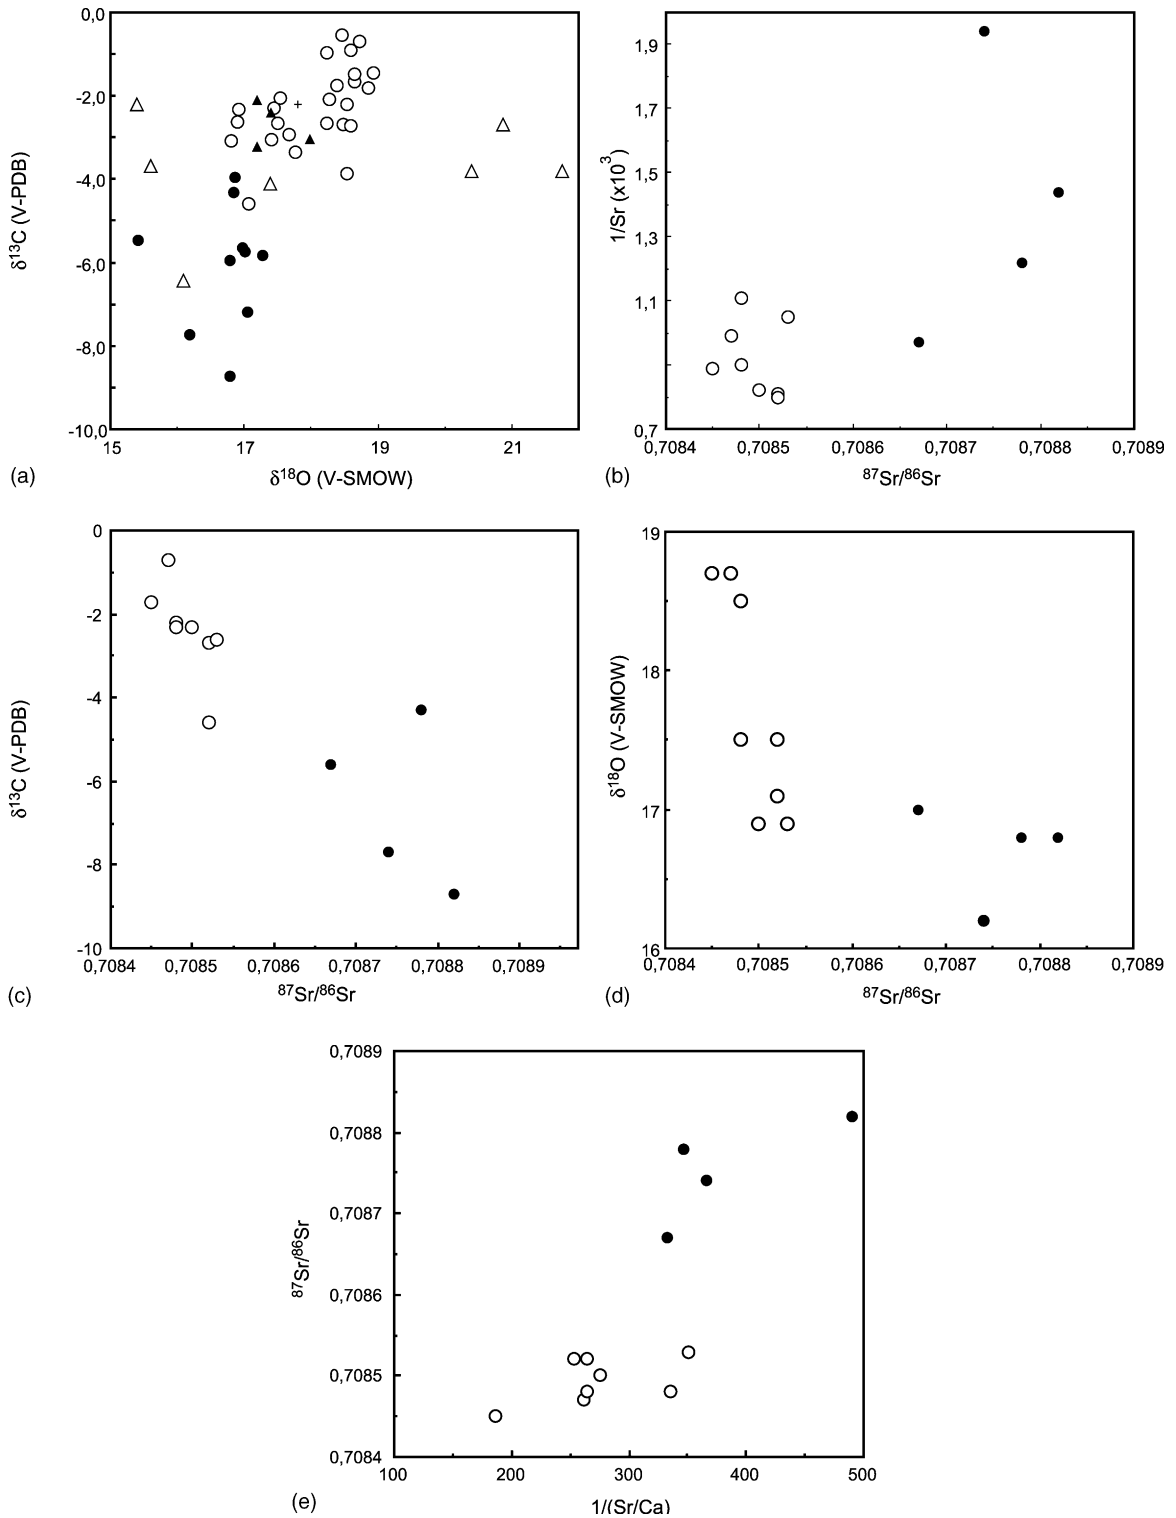 0,0
-2,0
-4,0
-6,0
-8,0
-10,0
δ¹³C (V-PDB)
15 17 19 21
(a) δ¹⁸O (V-SMOW)
1,9
1,7
1,5
1,3
1,1
0,7
1/Sr (x10³)
0,7084 0,7085 0,7086 0,7087 0,7088 0,7089
(b) ⁸⁷Sr/⁸⁶Sr
0
-2
-4
-6
-8
-10
δ¹³C (V-PDB)
0,7084 0,7085 0,7086 0,7087 0,7088 0,7089
(c) ⁸⁷Sr/⁸⁶Sr
19
18
17
16
δ¹⁸O (V-SMOW)
0,7084 0,7085 0,7086 0,7087 0,7088 0,7089
(d) ⁸⁷Sr/⁸⁶Sr
0,7089
0,7088
0,7087
0,7086
0,7085
0,7084
⁸⁷Sr/⁸⁶Sr
100 200 300 400 500
(e) 1/(Sr/Ca)